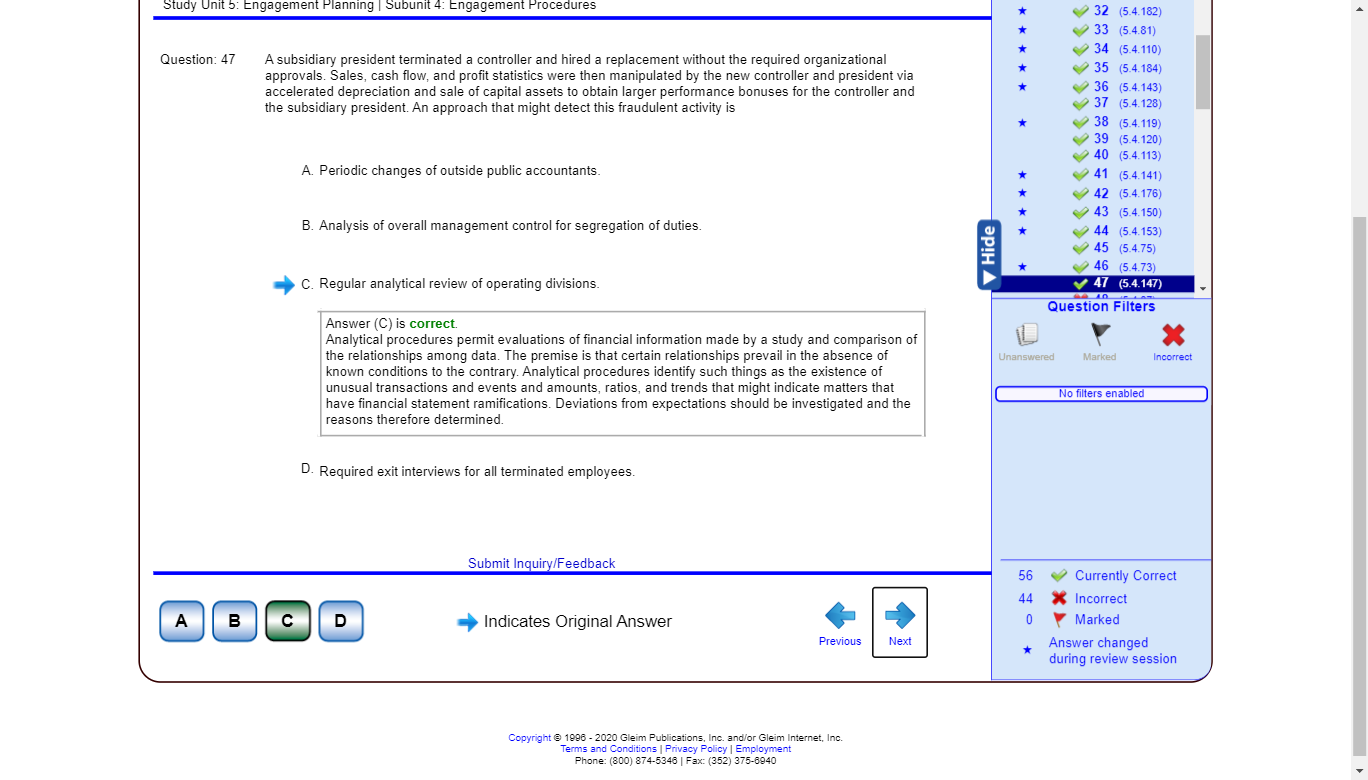 Study Unit 5: Engagement Planning | Subunit 4: Engagement Procedures
Question: 47
A subsidiary president terminated a controller and hired a replacement without the required organizational
approvals. Sales, cash flow, and profit statistics were then manipulated by the new controller and president via
accelerated depreciation and sale of capital assets to obtain larger performance bonuses for the controller and
the subsidiary president. An approach that might detect this fraudulent activity is
A. Periodic changes of outside public accountants.
B. Analysis of overall management control for segregation of duties.
C. Regular analytical review of operating divisions.
Answer (C) is correct.
Analytical procedures permit evaluations of financial information made by a study and comparison of
the relationships among data. The premise is that certain relationships prevail in the absence of
known conditions to the contrary. Analytical procedures identify such things as the existence of
unusual transactions and events and amounts, ratios, and trends that might indicate matters that
have financial statement ramifications. Deviations from expectations should be investigated and the
reasons therefore determined.
D. Required exit interviews for all terminated employees.
Submit Inquiry/Feedback
A B C D
Indicates Original Answer
Previous
Next
32 (5.4.182)
33 (5.4.81)
34 (5.4.110)
35 (5.4.184)
36 (5.4.143)
37 (5.4.128)
38 (5.4.119)
39 (5.4.120)
40 (5.4.113)
41 (5.4.141)
42 (5.4.176)
43 (5.4.150)
44 (5.4.153)
45 (5.4.75)
46 (5.4.73)
47 (5.4.147)
Hide
Question Filters
Unanswered
Marked
Incorrect
No filters enabled
56 Currently Correct
44 Incorrect
0 Marked
Answer changed
during review session
Copyright © 1996 - 2020 Gleim Publications, Inc. and/or Gleim Internet, Inc.
Terms and Conditions | Privacy Policy | Employment
Phone: (800) 874-5346 | Fax: (352) 375-6940